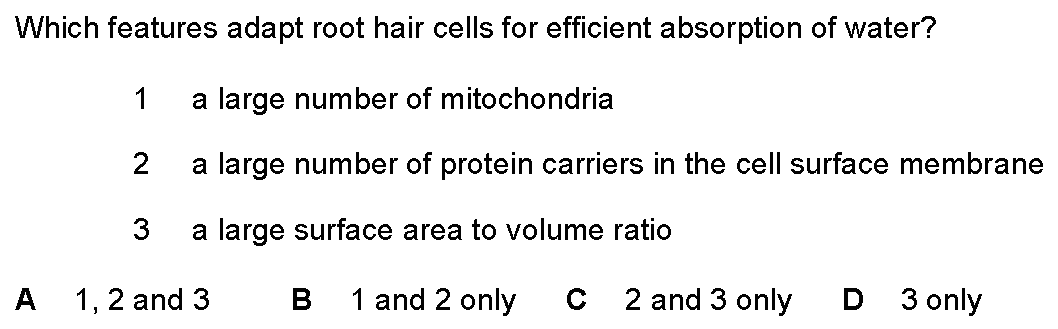 Which features adapt root hair cells for efficient absorption of water?
1 a large number of mitochondria
2 a large number of protein carriers in the cell surface membrane
3 a large surface area to volume ratio
A 1, 2 and 3 B 1 and 2 only C 2 and 3 only D 3 only